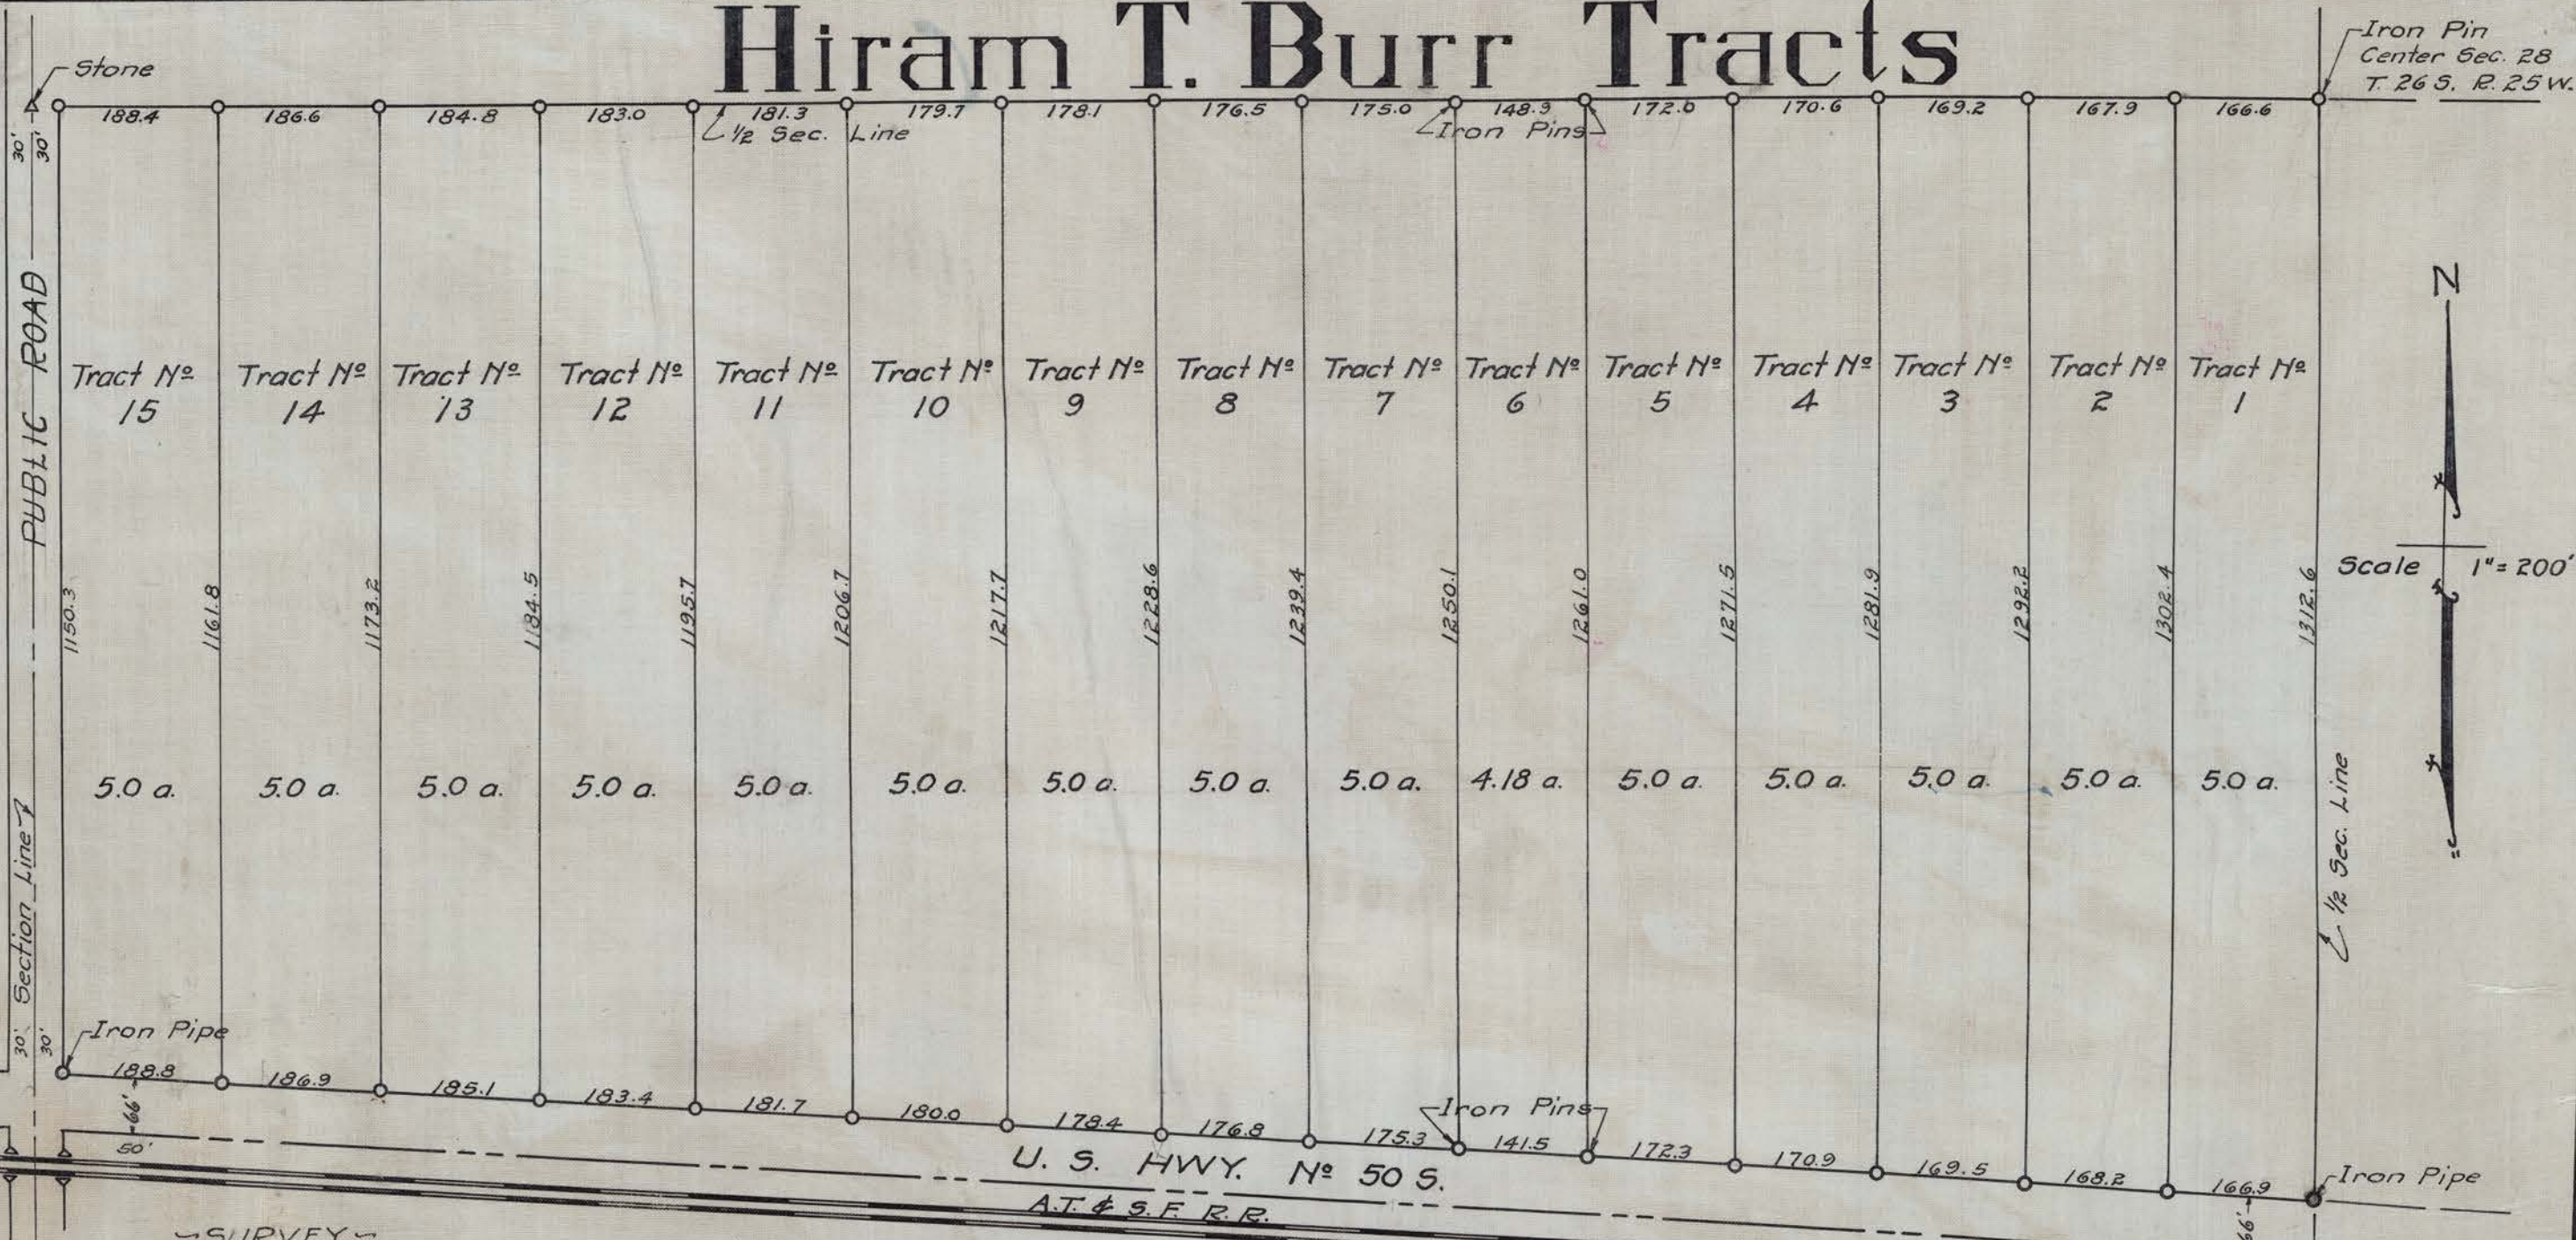 Hiram T. Burr Tracts
Stone
Iron Pin
Center Sec. 28
T. 26 S. R. 25 W.
188.4 186.6 184.8 183.0 181.3 179.7 178.1 176.5 175.0 148.9 172.0 170.6 169.2 167.9 166.6
½ Sec. Line
Iron Pins
30' 30'
PUBLIC ROAD
N
Tract Nº 15
Tract Nº 14
Tract Nº 13
Tract Nº 12
Tract Nº 11
Tract Nº 10
Tract Nº 9
Tract Nº 8
Tract Nº 7
Tract Nº 6
Tract Nº 5
Tract Nº 4
Tract Nº 3
Tract Nº 2
Tract Nº 1
Scale 1"= 200'
1150.3 1161.8 1173.2 1184.5 1195.7 1206.7 1217.7 1228.6 1239.4 1250.1 1261.0 1271.5 1281.9 1292.2 1302.4 1312.6
5.0 a. 5.0 a. 5.0 a. 5.0 a. 5.0 a. 5.0 a. 5.0 a. 5.0 a. 5.0 a. 4.18 a. 5.0 a. 5.0 a. 5.0 a. 5.0 a. 5.0 a.
Section Line
½ Sec. Line
30' 30'
Iron Pipe
188.8 186.9 185.1 183.4 181.7 180.0 178.4 176.8 175.3 141.5 172.3 170.9 169.5 168.2 166.9
Iron Pins
Iron Pipe
66'
50'
66'
U. S. HWY. Nº 50 S.
A.T. & S.F. R.R.
~SURVEY~